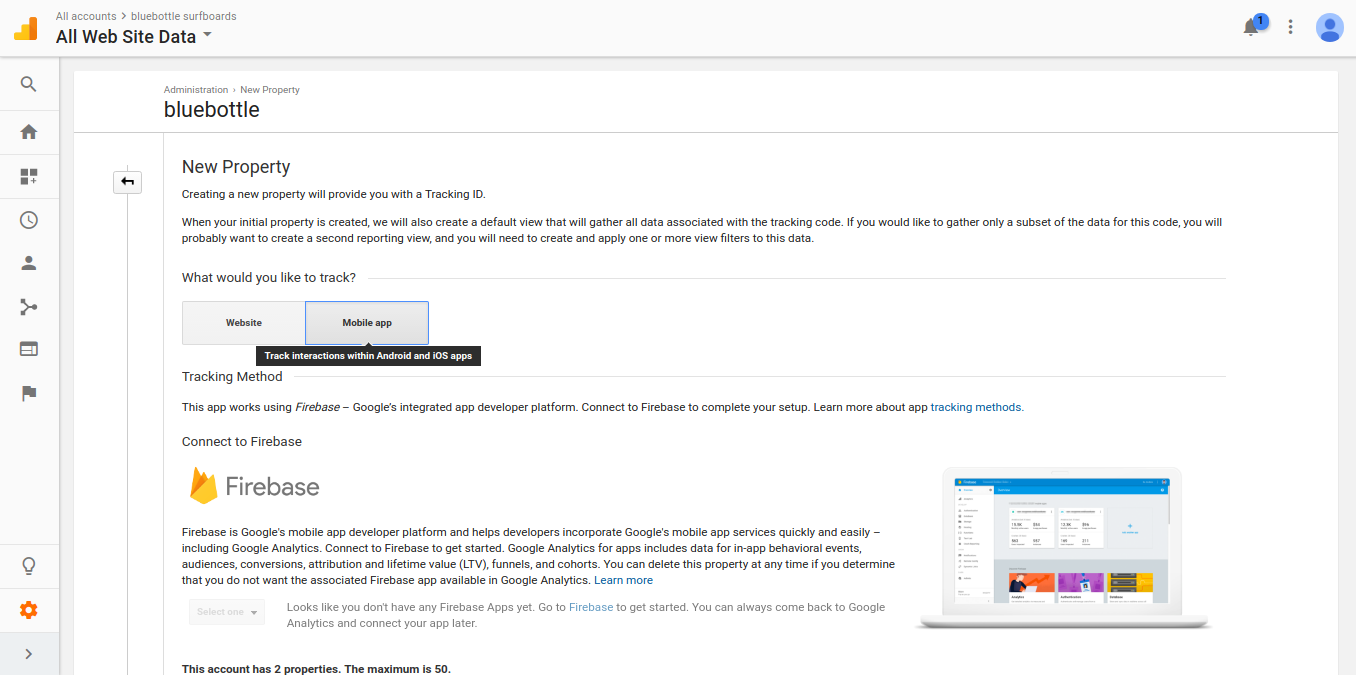 All accounts > bluebottle surfboards
All Web Site Data
1
Administration › New Property
bluebottle
New Property
Creating a new property will provide you with a Tracking ID.
When your initial property is created, we will also create a default view that will gather all data associated with the tracking code. If you would like to gather only a subset of the data for this code, you will
probably want to create a second reporting view, and you will need to create and apply one or more view filters to this data.
What would you like to track?
Website
Mobile app
Track interactions within Android and iOS apps
Tracking Method
This app works using Firebase – Google's integrated app developer platform. Connect to Firebase to complete your setup. Learn more about app tracking methods.
Connect to Firebase
Firebase
Firebase is Google's mobile app developer platform and helps developers incorporate Google's mobile app services quickly and easily –
including Google Analytics. Connect to Firebase to get started. Google Analytics for apps includes data for in-app behavioral events,
audiences, conversions, attribution and lifetime value (LTV), funnels, and cohorts. You can delete this property at any time if you determine
that you do not want the associated Firebase app available in Google Analytics. Learn more
Select one
Looks like you don't have any Firebase Apps yet. Go to Firebase to get started. You can always come back to Google
Analytics and connect your app later.
Firebase
Analytics
Authentication
Database
This account has 2 properties. The maximum is 50.